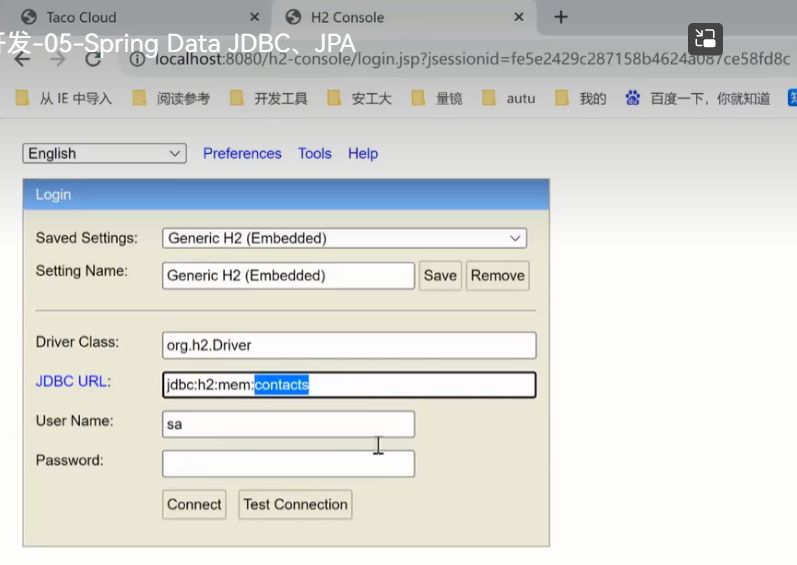 Taco Cloud
H2 Console
开发-05-Spring Data JDBC、JPA
localhost:8080/h2-console/login.jsp?jsessionid=fe5e2429c287158b4624a087ce58fd8c
从 IE 中导入 阅读参考 开发工具 安工大 量镜 autu 我的 百度一下，你就知道
English Preferences Tools Help
Login
Saved Settings: Generic H2 (Embedded)
Setting Name: Generic H2 (Embedded) Save Remove
Driver Class: org.h2.Driver
JDBC URL: jdbc:h2:mem:contacts
User Name: sa
Password:
Connect Test Connection